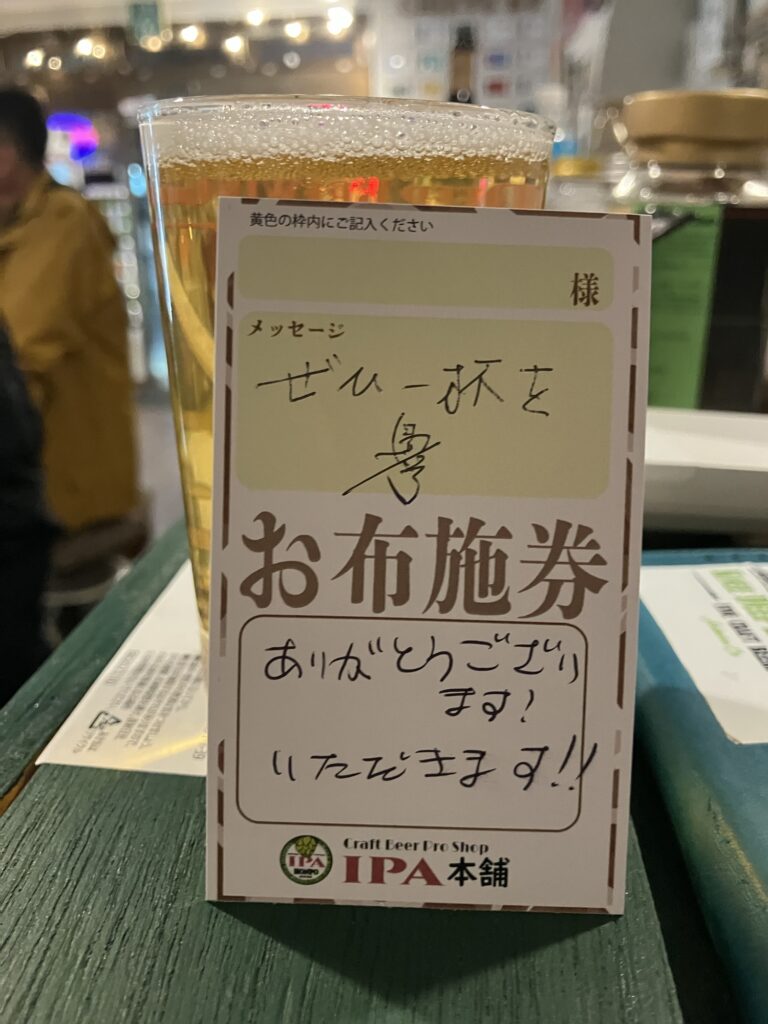 黄色の枠内にご記入ください
様
メッセージ
ぜひ一杯を
お布施券
ありがとうござい
ます!
いただきます!!
Craft Beer Pro Shop
IPA本舗
IPA